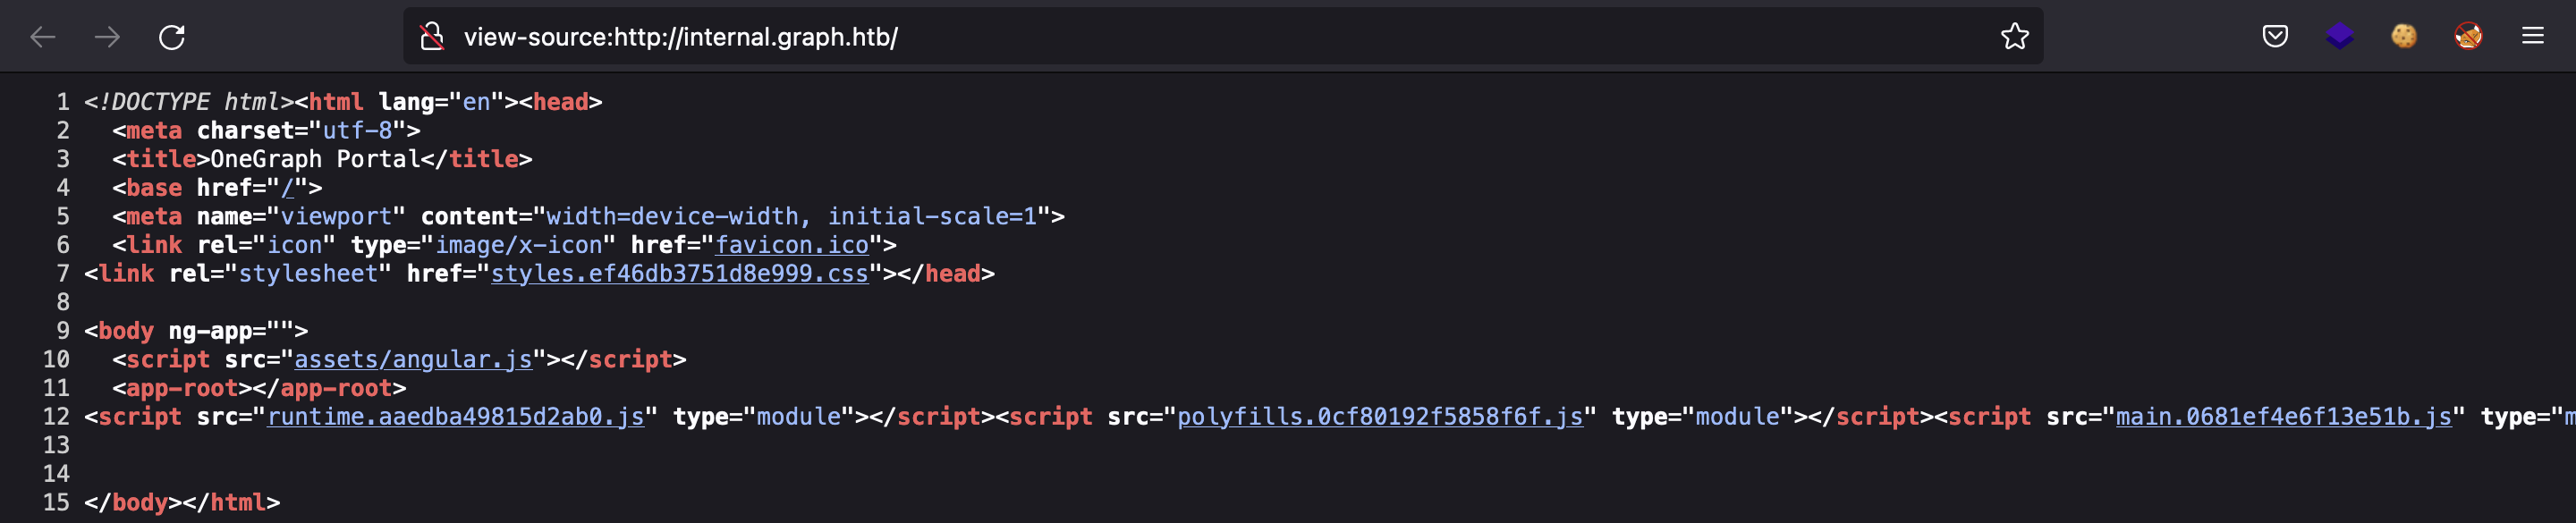 view-source:http://internal.graph.htb/
1 <!DOCTYPE html><html lang="en"><head>
2   <meta charset="utf-8">
3   <title>OneGraph Portal</title>
4   <base href="/">
5   <meta name="viewport" content="width=device-width, initial-scale=1">
6   <link rel="icon" type="image/x-icon" href="favicon.ico">
7 <link rel="stylesheet" href="styles.ef46db3751d8e999.css"></head>
8
9 <body ng-app="">
10   <script src="assets/angular.js"></script>
11   <app-root></app-root>
12 <script src="runtime.aaedba49815d2ab0.js" type="module"></script><script src="polyfills.0cf80192f5858f6f.js" type="module"></script><script src="main.0681ef4e6f13e51b.js" type="m
13
14
15 </body></html>